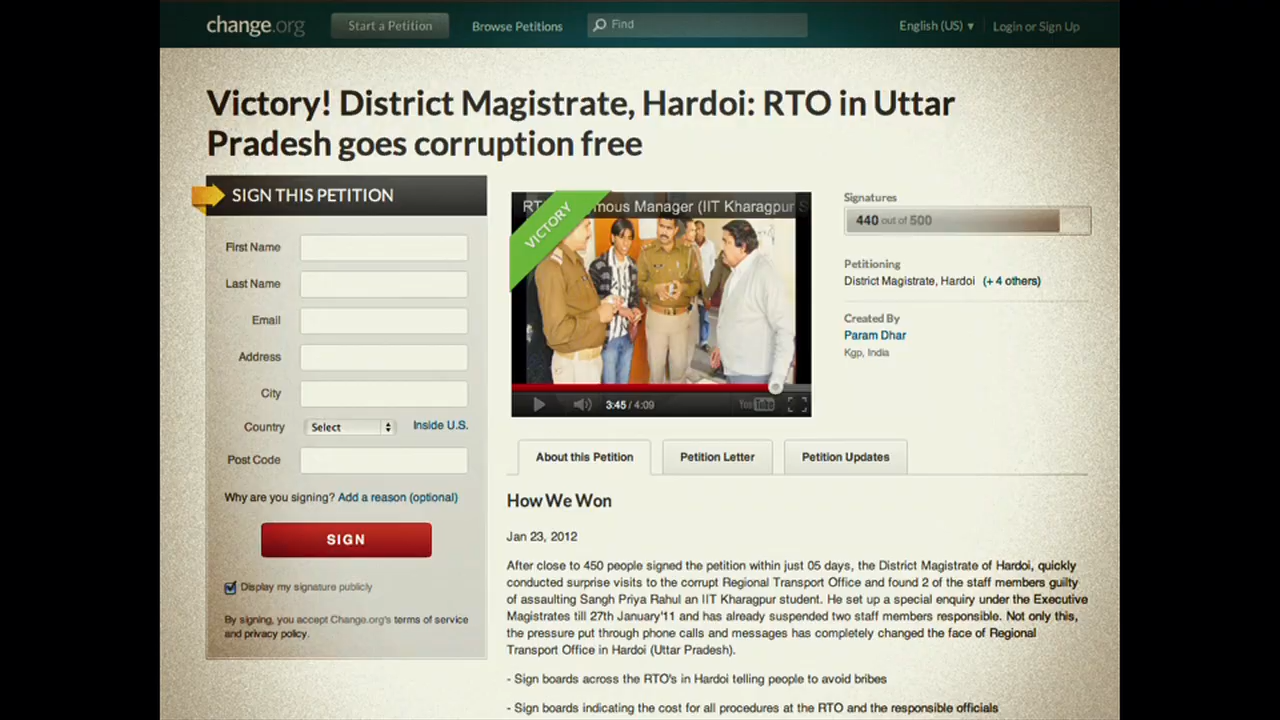 change.org
Start a Petition
Browse Petitions
Find
English (US) ▾
Login or Sign Up
Victory! District Magistrate, Hardoi: RTO in Uttar
Pradesh goes corruption free
SIGN THIS PETITION
First Name
Last Name
Email
Address
City
Country
Select
Inside U.S.
Post Code
Why are you signing? Add a reason (optional)
SIGN
Display my signature publicly
By signing, you accept Change.org's terms of service
and privacy policy.
Manager (IIT Kharagpur
VICTORY
3:45 / 4:09
YouTube
Signatures
440 out of 500
Petitioning
District Magistrate, Hardoi (+ 4 others)
Created By
Param Dhar
Kgp, India
About this Petition
Petition Letter
Petition Updates
How We Won
Jan 23, 2012
After close to 450 people signed the petition within just 05 days, the District Magistrate of Hardoi, quickly
conducted surprise visits to the corrupt Regional Transport Office and found 2 of the staff members guilty
of assaulting Sangh Priya Rahul an IIT Kharagpur student. He set up a special enquiry under the Executive
Magistrates till 27th January'11 and has already suspended two staff members responsible. Not only this,
the pressure put through phone calls and messages has completely changed the face of Regional
Transport Office in Hardoi (Uttar Pradesh).
- Sign boards across the RTO's in Hardoi telling people to avoid bribes
- Sign boards indicating the cost for all procedures at the RTO and the responsible officials